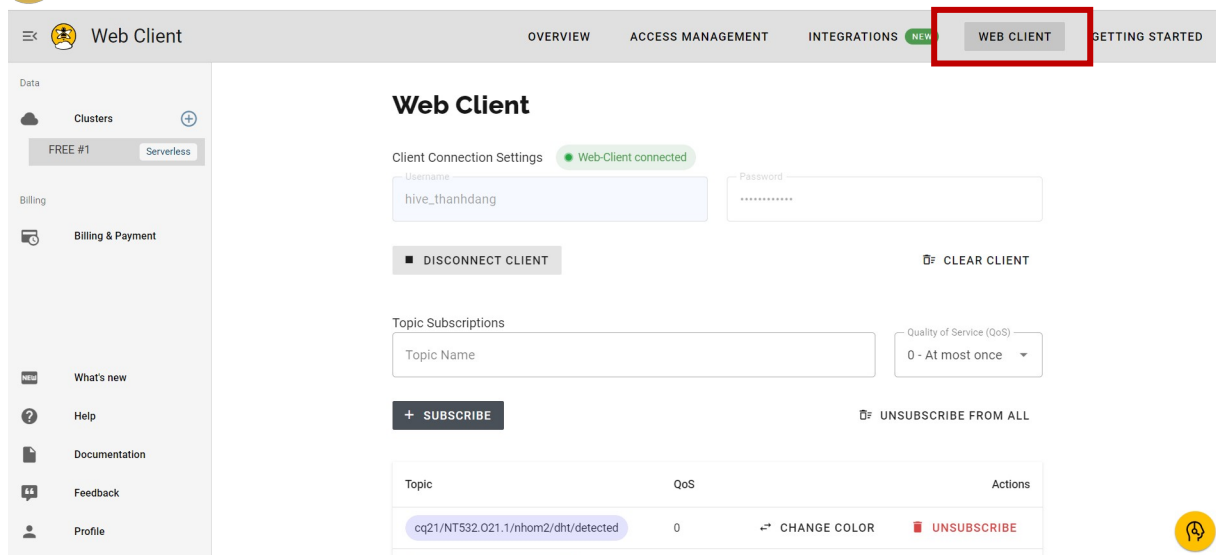 Web Client
OVERVIEW ACCESS MANAGEMENT INTEGRATIONS NEW WEB CLIENT GETTING STARTED
Data
Clusters
FREE #1 Serverless
Billing
Billing & Payment
NEW What's new
Help
Documentation
Feedback
Profile
Web Client
Client Connection Settings Web-Client connected
Username Password
hive_thanhdang ••••••••••••
DISCONNECT CLIENT CLEAR CLIENT
Topic Subscriptions
Quality of Service (QoS)
Topic Name 0 - At most once
+ SUBSCRIBE UNSUBSCRIBE FROM ALL
Topic QoS Actions
cq21/NT532.O21.1/nhom2/dht/detected 0 CHANGE COLOR UNSUBSCRIBE